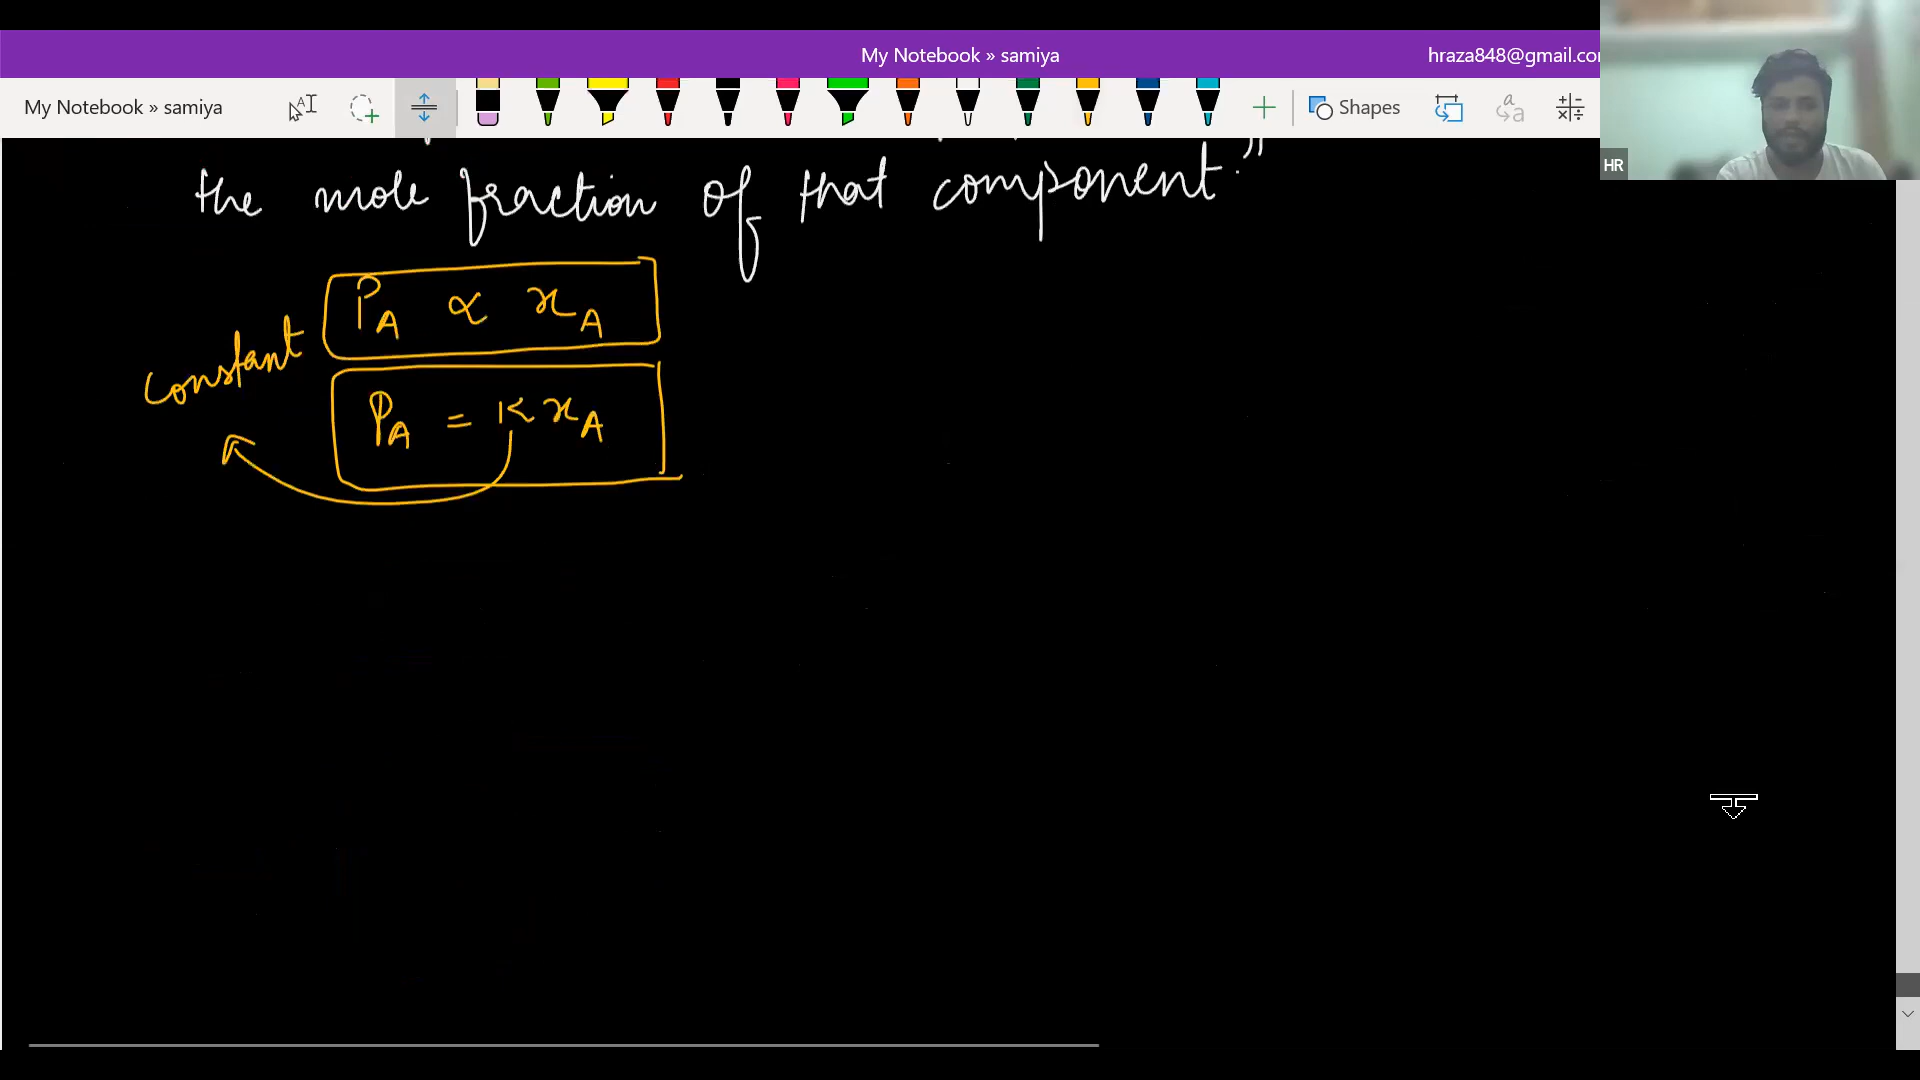 My Notebook » samiya
hraza848@gmail.co
My Notebook » samiya
Shapes
HR
the mole fraction of that component."
P_A ∝ x_A
constant
P_A = K x_A